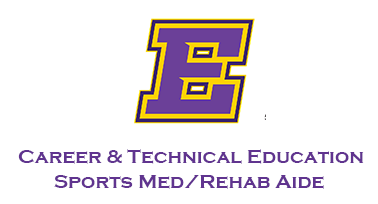 E
Career & Technical Education
Sports Med/Rehab Aide